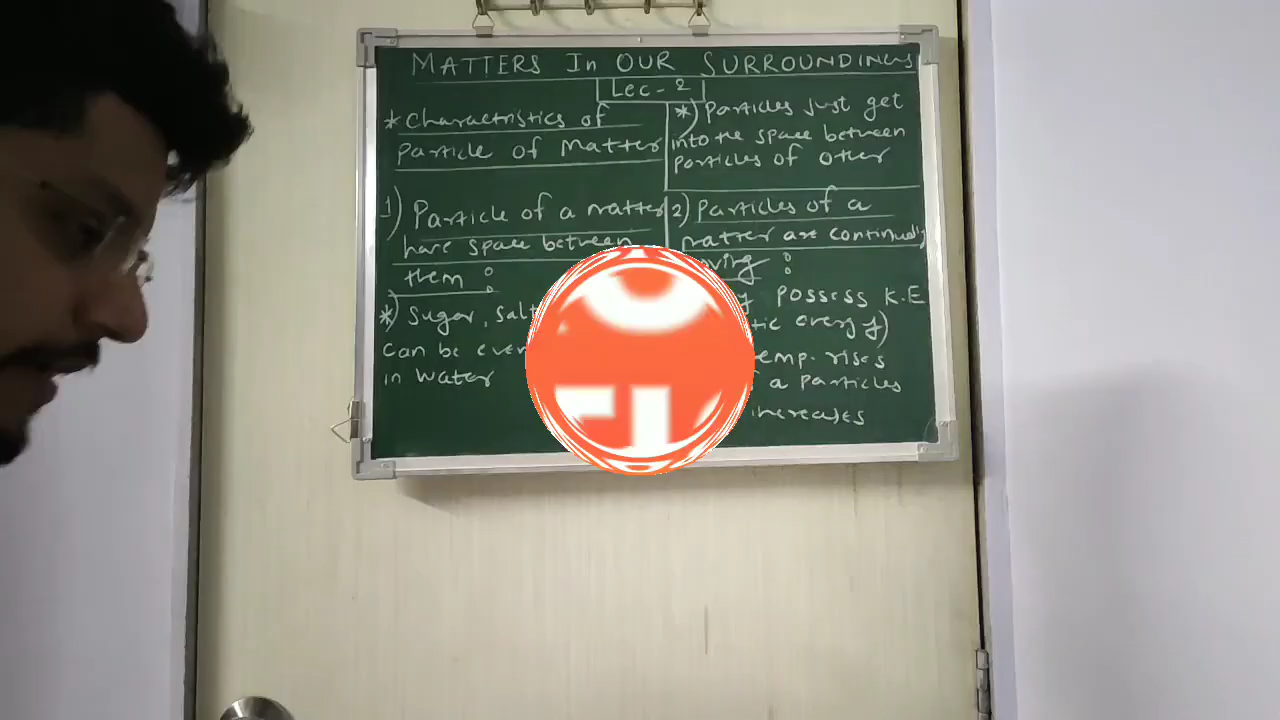 MATTERS In OUR SURROUNDINGS
Lec-2
* Characteristics of
Particle of Matter
1) Particle of a matter
have space between
them :
*) Sugar, salt
can be
in water
*) Particles just get
into the space between
particles of other
2) Particles of a
matter are continually
:
possess K.E
temp. rises
a particles
increases